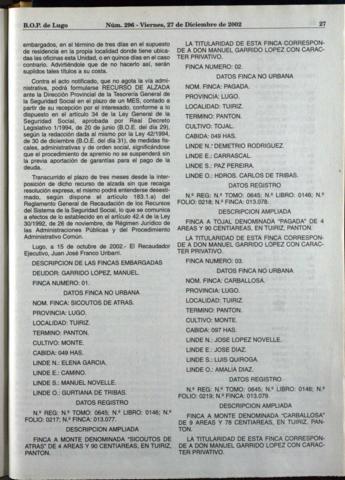 B.O.P. de Lugo
Núm. 296 - Viernes, 27 de Diciembre de 2002
27
embargados, en el término de tres días en el supuesto
de residencia en la propia localidad donde tiene ubica-
das las oficinas esta Unidad, o en quince días en el caso
contrario. Advirtiéndole que de no hacerlo así, serán
suplidos tales títulos a su costa.
Contra el acto notificado, que no agota la vía admi-
nistrativa, podrá formularse RECURSO DE ALZADA
ante la Dirección Provincial de la Tesorería General de
la Seguridad Social en el plazo de un MES, contado a
partir de su recepción por el interesado, conforme a lo
dispuesto en el artículo 34 de la Ley General de la
Seguridad Social, aprobada por Real Decreto
Legislativo 1/1994, de 20 de junio (B.O.E. del día 29),
según la redacción dada al mismo por la Ley 42/1994,
de 30 de diciembre (B.O.E. del día 31), de medidas fis-
cales, administrativas y de orden social, significándose
que el procedimiento de apremio no se suspenderá sin
la previa aportación de garantías para el pago de la
deuda.
Transcurrido el plazo de tres meses desde la inter-
posición de dicho recurso de alzada sin que recaiga
resolución expresa, el mismo podrá entenderse desesti-
mado, según dispone el artículo 183.1.a) del
Reglamento General de Recaudación de los Recursos
del Sistema de la Seguridad Social, lo que se comunica
a efectos de lo establecido en el artículo 42.4 de la Ley
30/1992, de 26 de noviembre, de Régimen Jurídico de
las Administraciones Públicas y del Procedimiento
Administrativo Común.
Lugo, a 15 de octubre de 2002.- El Recaudador
Ejecutivo, Juan José Franco Uribarri.
DESCRIPCION DE LAS FINCAS EMBARGADAS
DEUDOR: GARRIDO LOPEZ, MANUEL.
FINCA NUMERO: 01.
DATOS FINCA NO URBANA
NOM. FINCA: SICOUTOS DE ATRAS.
PROVINCIA: LUGO.
LOCALIDAD: TUIRIZ.
TERMINO: PANTON.
CULTIVO: MONTE.
CABIDA: 049 HAS.
LINDE N.: ELENA GARCIA.
LINDE E.: CAMINO.
LINDE S.: MANUEL NOVELLE.
LINDE O.: GURTIANA DE TRIBAS.
DATOS REGISTRO
N.º REG: N.º TOMO: 0645; N.º LIBRO: 0146; N.º
FOLIO: 0217; N.º FINCA: 013.077.
DESCRIPCION AMPLIADA
FINCA A MONTE DENOMINADA "SICOUTOS DE
ATRAS" DE 4 AREAS Y 90 CENTIAREAS, EN TUIRIZ,
PANTON.
LA TITULARIDAD DE ESTA FINCA CORRESPON-
DE A DON MANUEL GARRIDO LOPEZ CON CARAC-
TER PRIVATIVO.
FINCA NUMERO: 02.
DATOS FINCA NO URBANA
NOM. FINCA: PAGADA.
PROVINCIA: LUGO.
LOCALIDAD: TUIRIZ.
TERMINO: PANTON.
CULTIVO: TOJAL.
CABIDA: 048 HAS.
LINDE N.: DEMETRIO RODRIGUEZ.
LINDE E.: CARRASCAL.
LINDE S.: PAZ PEREIRA.
LINDE O.: HDROS. CARLOS DE TRIBAS.
DATOS REGISTRO
N.º REG: N.º TOMO: 0645; N.º LIBRO: 0146; N.º
FOLIO: 0218; N.º FINCA: 013.078.
DESCRIPCION AMPLIADA
FINCA A TOJAL DENOMINADA "PAGADA" DE 4
AREAS Y 90 CENTIAREAS, EN TUIRIZ, PANTON.
LA TITULARIDAD DE ESTA FINCA CORRESPON-
DE A DON MANUEL GARRIDO LOPEZ CON CARAC-
TER PRIVATIVO.
FINCA NUMERO: 03.
DATOS FINCA NO URBANA
NOM. FINCA: CARBALLOSA.
PROVINCIA: LUGO.
LOCALIDAD: TUIRIZ.
TERMINO: PANTON.
CULTIVO: MONTE.
CABIDA: 097 HAS.
LINDE N.: JOSE LOPEZ NOVELLE.
LINDE E.: JOSE DIAZ.
LINDE S.: LUIS QUIROGA.
LINDE O.: AMALIA DIAZ.
DATOS REGISTRO
N.º REG: N.º TOMO: 0645; N.º LIBRO: 0146; N.º
FOLIO: 0219; N.º FINCA: 013.079.
DESCRIPCION AMPLIADA
FINCA A MONTE DENOMINADA "CARBALLOSA"
DE 9 AREAS Y 78 CENTIAREAS, EN TUIRIZ, PAN-
TON.
LA TITULARIDAD DE ESTA FINCA CORRESPON-
DE A DON MANUEL GARRIDO LOPEZ CON CARAC-
TER PRIVATIVO.